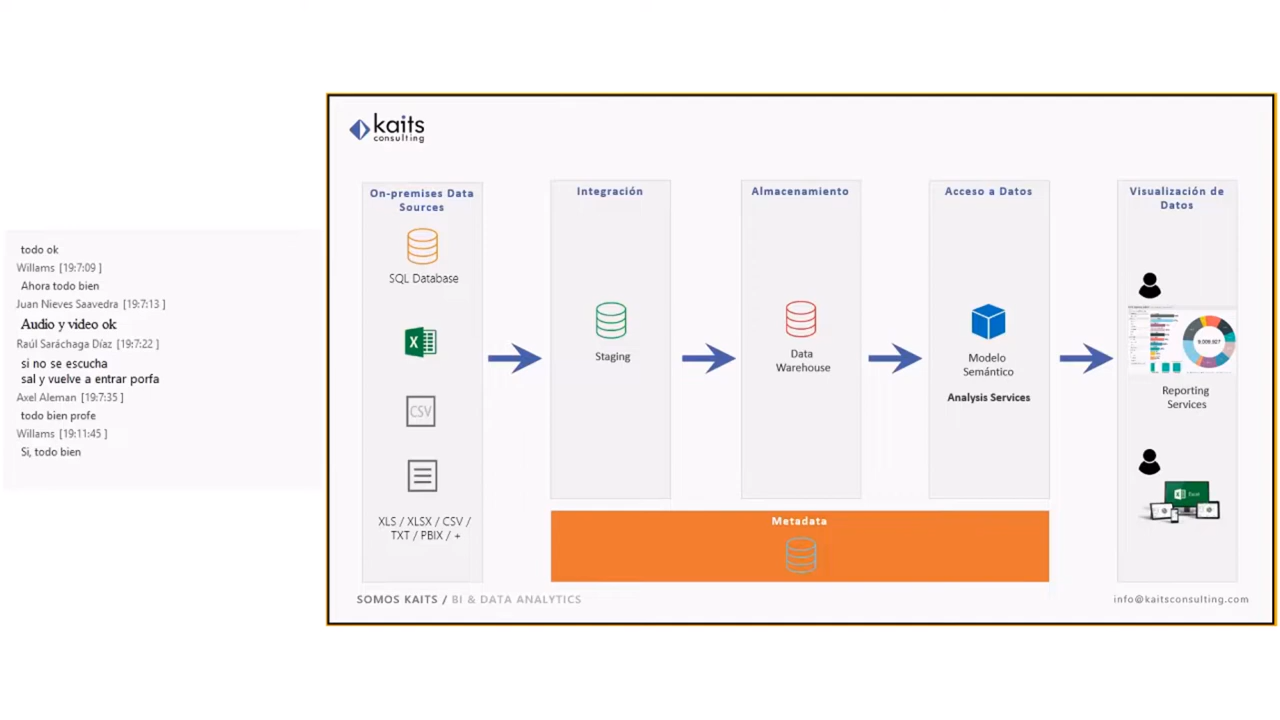 todo ok
Willams [19:7:09 ]
Ahora todo bien
Juan Nieves Saavedra [19:7:13 ]
Audio y video ok
Raúl Saráchaga Díaz [19:7:22 ]
si no se escucha
sal y vuelve a entrar porfa
Axel Aleman [19:7:35 ]
todo bien profe
Willams [19:11:45 ]
Si, todo bien
kaits
consulting
On-premises Data
Sources
SQL Database
CSV
XLS / XLSX / CSV /
TXT / PBIX / +
Integración
Staging
Almacenamiento
Data
Warehouse
Acceso a Datos
Modelo
Semántico
Analysis Services
Visualización de
Datos
9.009.927
Reporting
Services
Excel
Metadata
SOMOS KAITS / BI & DATA ANALYTICS
info@kaitsconsulting.com